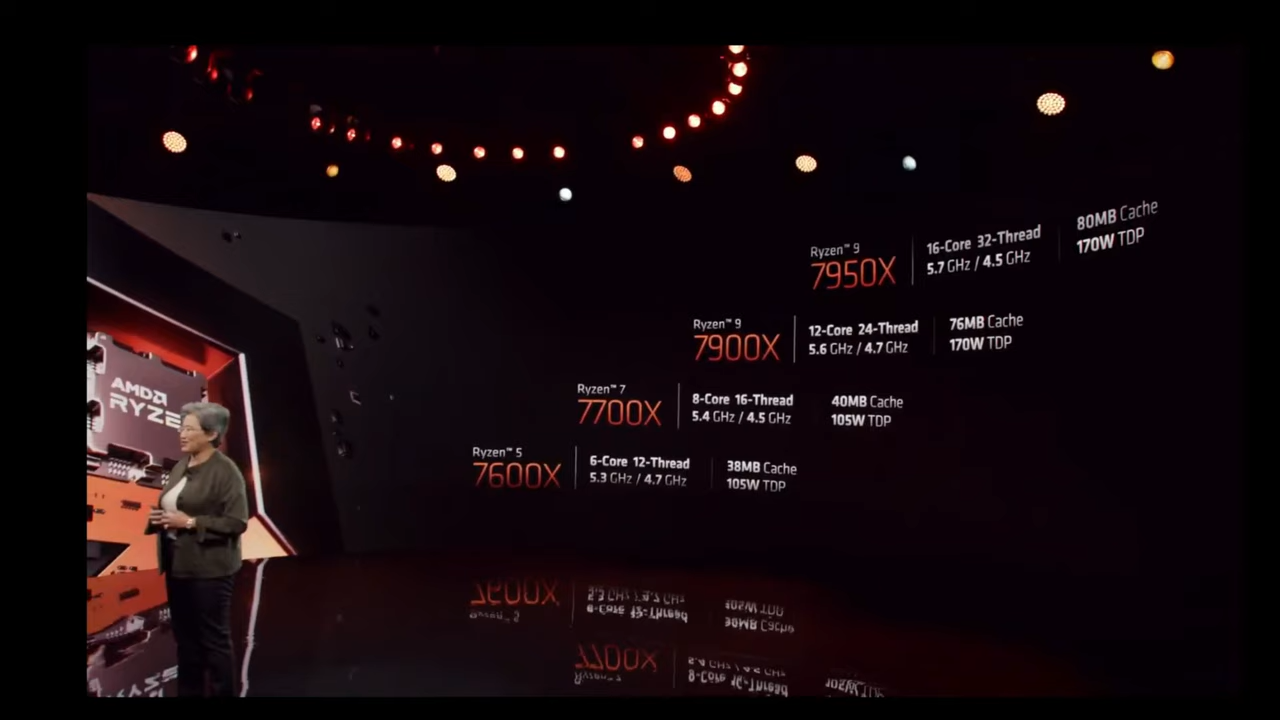 AMD
RYZE
Ryzen™ 9
7950X
16-Core 32-Thread
5.7 GHz / 4.5 GHz
80MB Cache
170W TDP
Ryzen™ 9
7900X
12-Core 24-Thread
5.6 GHz / 4.7 GHz
76MB Cache
170W TDP
Ryzen™ 7
7700X
8-Core 16-Thread
5.4 GHz / 4.5 GHz
40MB Cache
105W TDP
Ryzen™ 5
7600X
6-Core 12-Thread
5.3 GHz / 4.7 GHz
38MB Cache
105W TDP